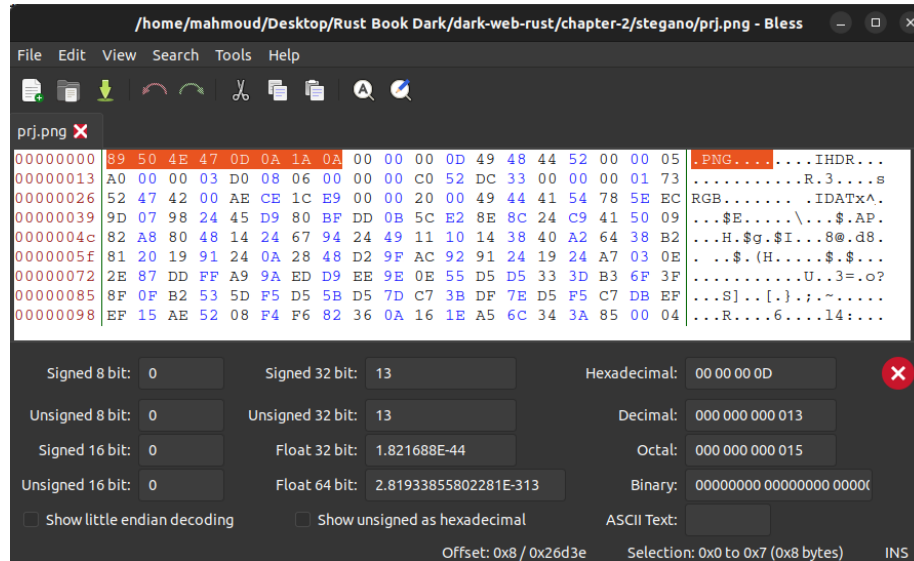 /home/mahmoud/Desktop/Rust Book Dark/dark-web-rust/chapter-2/stegano/prj.png - Bless
File Edit View Search Tools Help
prj.png
00000000 89 50 4E 47 0D 0A 1A 0A 00 00 00 0D 49 48 44 52 00 00 05 .PNG........IHDR...
00000013 A0 00 00 03 D0 08 06 00 00 00 C0 52 DC 33 00 00 00 01 73 ...........R.3....s
00000026 52 47 42 00 AE CE 1C E9 00 00 20 00 49 44 41 54 78 5E EC RGB....... .IDATx^.
00000039 9D 07 98 24 45 D9 80 BF DD 0B 5C E2 8E 8C 24 C9 41 50 09 ...$E.....\...$.AP.
0000004c 82 A8 80 48 14 24 67 94 24 49 11 10 14 38 40 A2 64 38 B2 ...H.$g.$I...8@.d8.
0000005f 81 20 19 91 24 0A 28 48 D2 9F AC 92 91 24 19 24 A7 03 0E . ..$.(H.....$.$...
00000072 2E 87 DD FF A9 9A ED D9 EE 9E 0E 55 D5 D5 33 3D B3 6F 3F ...........U..3=.o?
00000085 8F 0F B2 53 5D F5 D5 5B D5 7D C7 3B DF 7E D5 F5 C7 DB EF ...S]..[.}.;.~.....
00000098 EF 15 AE 52 08 F4 F6 82 36 0A 16 1E A5 6C 34 3A 85 00 04 ...R....6....l4:...
Signed 8 bit: 0 Signed 32 bit: 13 Hexadecimal: 00 00 00 0D
Unsigned 8 bit: 0 Unsigned 32 bit: 13 Decimal: 000 000 000 013
Signed 16 bit: 0 Float 32 bit: 1.821688E-44 Octal: 000 000 000 015
Unsigned 16 bit: 0 Float 64 bit: 2.81933855802281E-313 Binary: 00000000 00000000 00000
Show little endian decoding Show unsigned as hexadecimal ASCII Text:
Offset: 0x8 / 0x26d3e Selection: 0x0 to 0x7 (0x8 bytes) INS